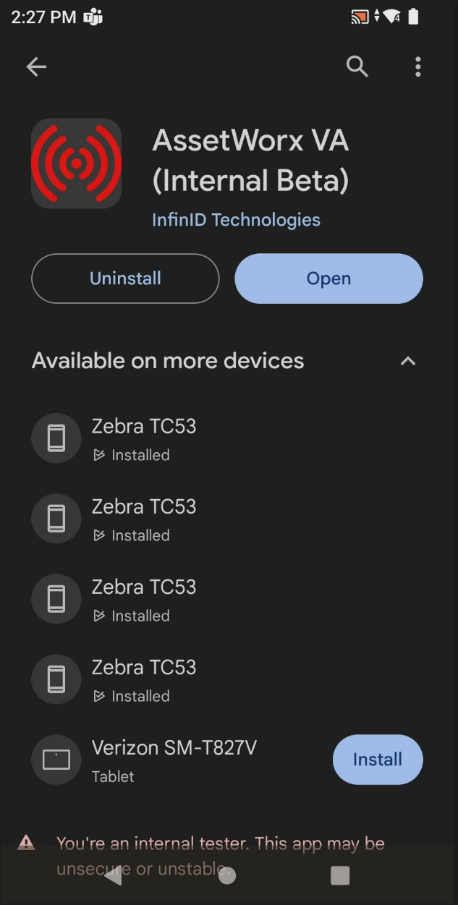 2:27 PM
AssetWorx VA
(Internal Beta)
InfinID Technologies
Uninstall
Open
Available on more devices
Zebra TC53
Installed
Zebra TC53
Installed
Zebra TC53
Installed
Zebra TC53
Installed
Verizon SM-T827V
Tablet
Install
You're an internal tester. This app may be
unsecure or unstable.